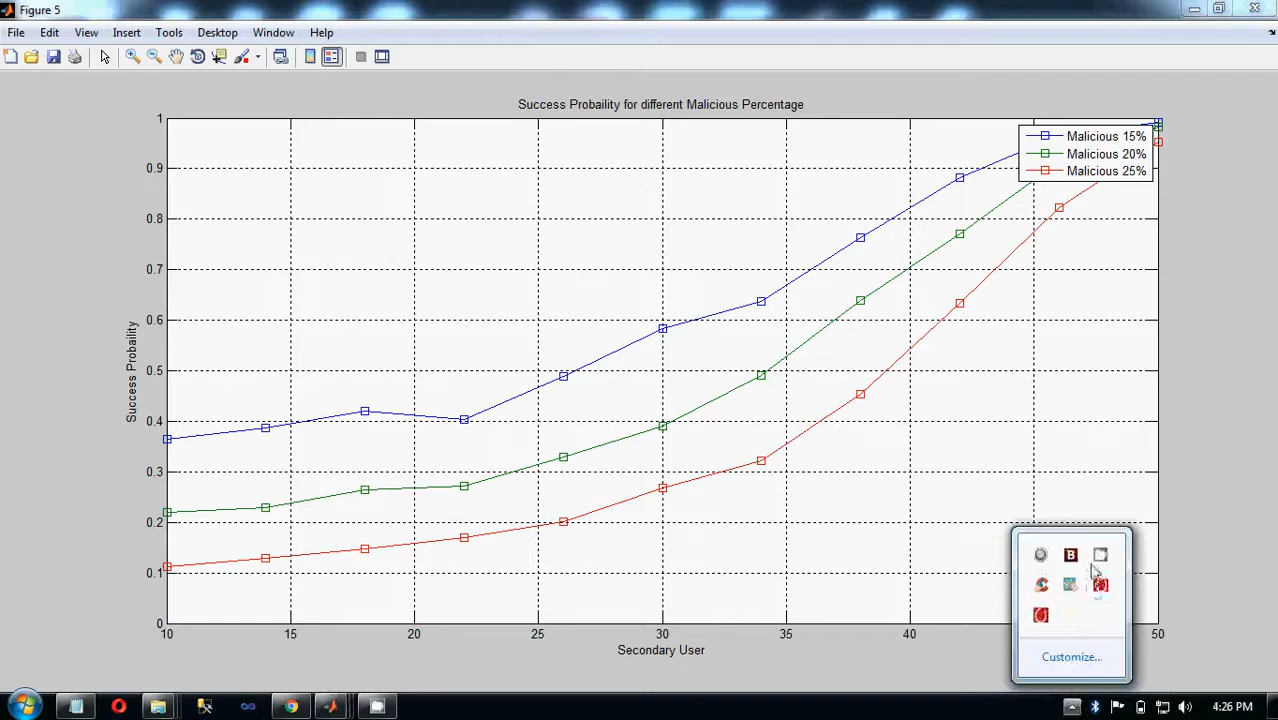 Figure 5
File Edit View Insert Tools Desktop Window Help
Success Probaility for different Malicious Percentage
Malicious 15%
Malicious 20%
Malicious 25%
1
0.9
0.8
0.7
0.6
0.5
0.4
0.3
0.2
0.1
0
Success Probaility
10 15 20 25 30 35 40 50
Secondary User
B
Customize...
4:26 PM